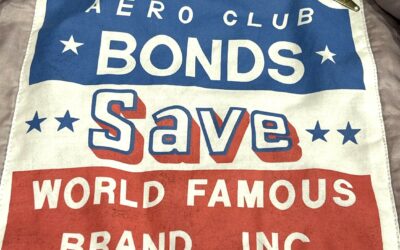 AERO CLUB
BONDS
Save
WORLD FAMOUS
BRAND, INC